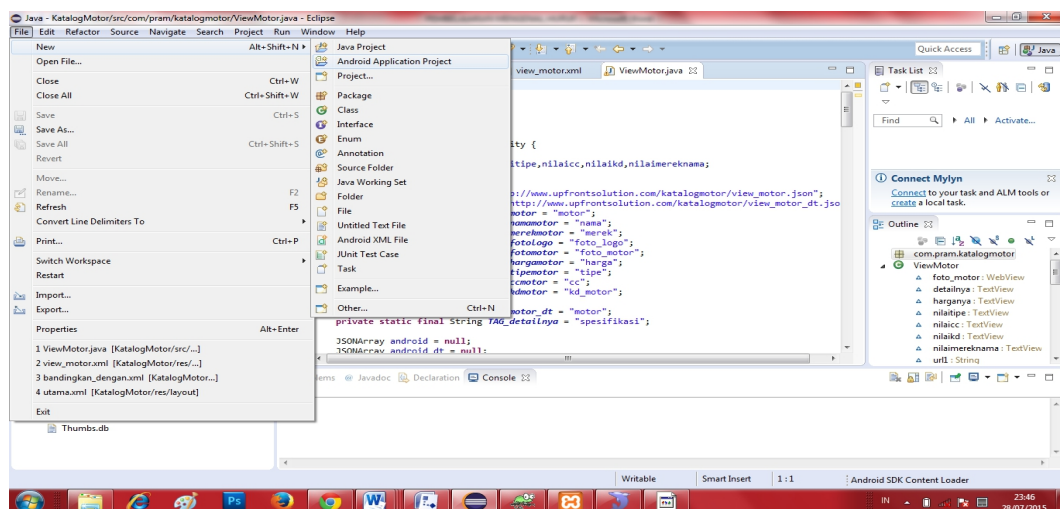 Java - KatalogMotor/src/com/pram/katalogmotor/ViewMotor.java - Eclipse
File Edit Refactor Source Navigate Search Project Run Window Help
New Alt+Shift+N
Open File...
Close Ctrl+W
Close All Ctrl+Shift+W
Save Ctrl+S
Save As...
Save All Ctrl+Shift+S
Revert
Move...
Rename... F2
Refresh F5
Convert Line Delimiters To
Print... Ctrl+P
Switch Workspace
Restart
Import...
Export...
Properties Alt+Enter
1 ViewMotor.java [KatalogMotor/src/...]
2 view_motor.xml [KatalogMotor/res/...]
3 bandingkan_dengan.xml [KatalogMotor...]
4 utama.xml [KatalogMotor/res/layout]
Exit
Thumbs.db
Java Project
Android Application Project
Project...
Package
Class
Interface
Enum
Annotation
Source Folder
Java Working Set
Folder
File
Untitled Text File
Android XML File
JUnit Test Case
Task
Example...
Other... Ctrl+N
Quick Access Java
view_motor.xml ViewMotor.java
ity {
itipe,nilaicc,nilaikd,nilaimereknama;
p://www.upfrontsolution.com/katalogmotor/view_motor.json";
http://www.upfrontsolution.com/katalogmotor/view_motor_dt.jso
motor = "motor";
namamotor = "nama";
merekmotor = "merek";
fotologo = "foto_logo";
fotomotor = "foto_motor";
hargamotor = "harga";
tipemotor = "tipe";
ccmotor = "cc";
kdmotor = "kd_motor";
motor_dt = "motor";
private static final String TAG_detailnya = "spesifikasi";
JSONArray android = null;
JSONArray android_dt = null;
Task List
Find All Activate...
Connect Mylyn
Connect to your task and ALM tools or
create a local task.
Outline
com.pram.katalogmotor
ViewMotor
foto_motor : WebView
detailnya : TextView
harganya : TextView
nilaitipe : TextView
nilaicc : TextView
nilaikd : TextView
nilaimereknama : TextView
url1 : String
lems Javadoc Declaration Console
Writable Smart Insert 1 : 1 Android SDK Content Loader
Ps
IN 23:46
28/07/2015